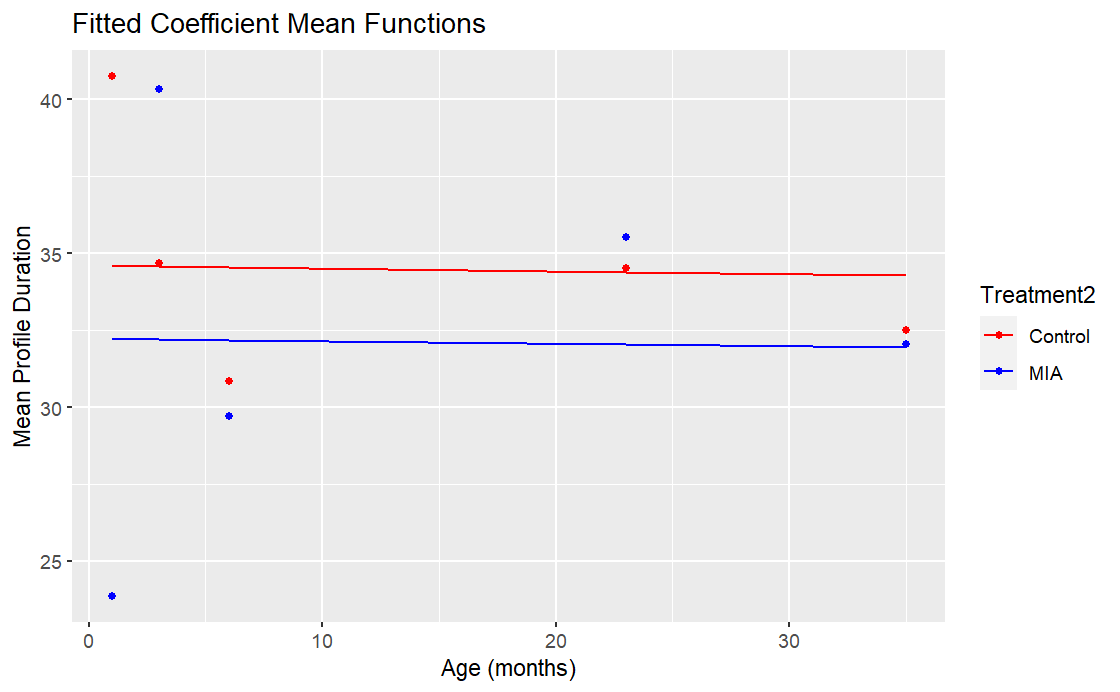 Fitted Coefficient Mean Functions
Mean Profile Duration
40
35
30
25
0 10 20 30
Age (months)
Treatment2
Control
MIA